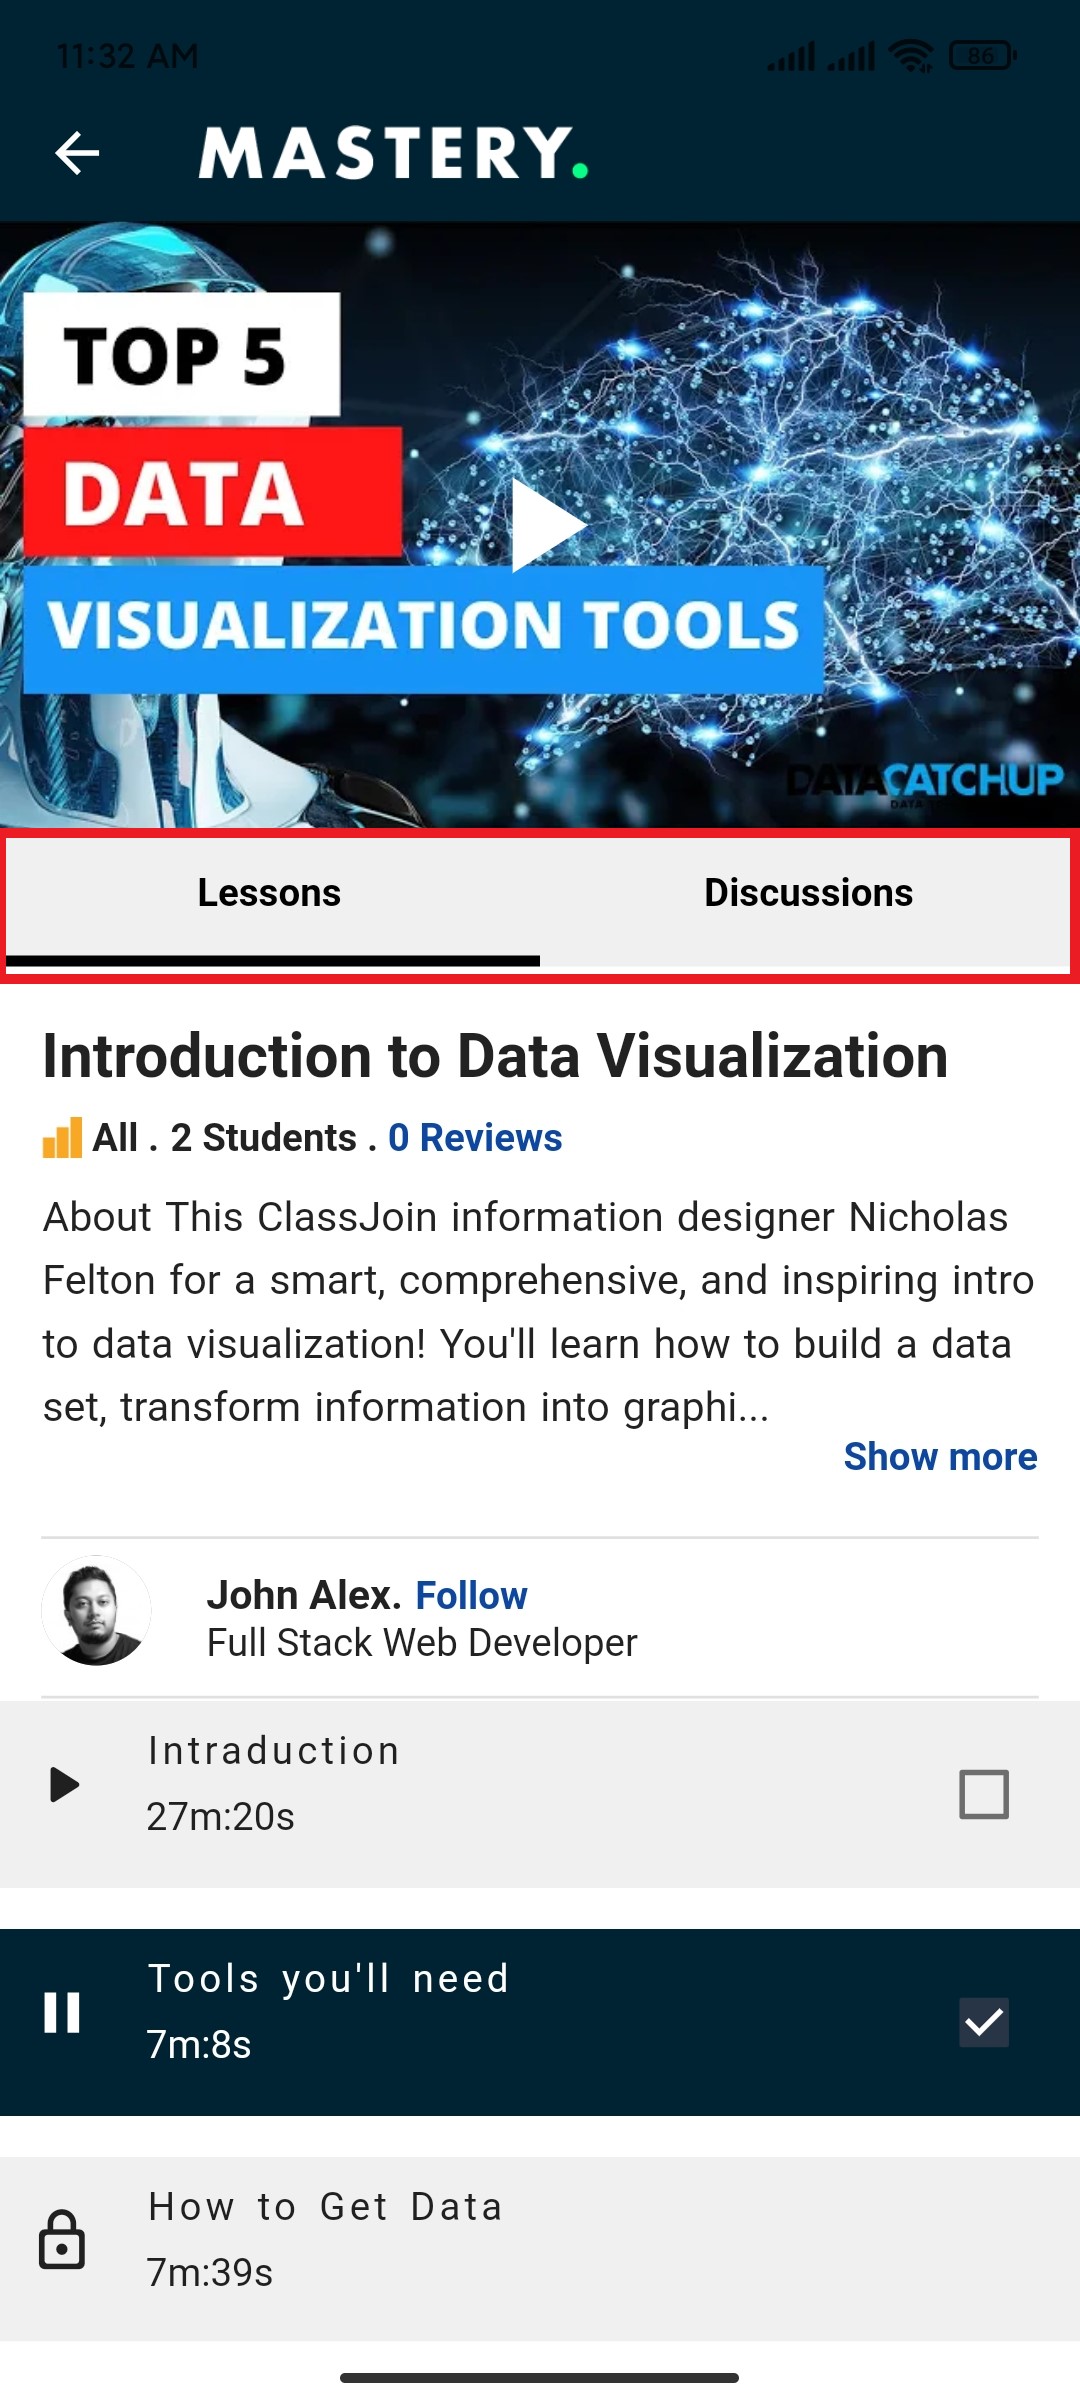 11:32 AM
86
MASTERY.
TOP 5
DATA
VISUALIZATION TOOLS
DATACATCHUP
DATA
Lessons
Discussions
Introduction to Data Visualization
All . 2 Students . 0 Reviews
About This ClassJoin information designer Nicholas
Felton for a smart, comprehensive, and inspiring intro
to data visualization! You'll learn how to build a data
set, transform information into graphi...
Show more
John Alex. Follow
Full Stack Web Developer
Intraduction
27m:20s
Tools you'll need
7m:8s
How to Get Data
7m:39s